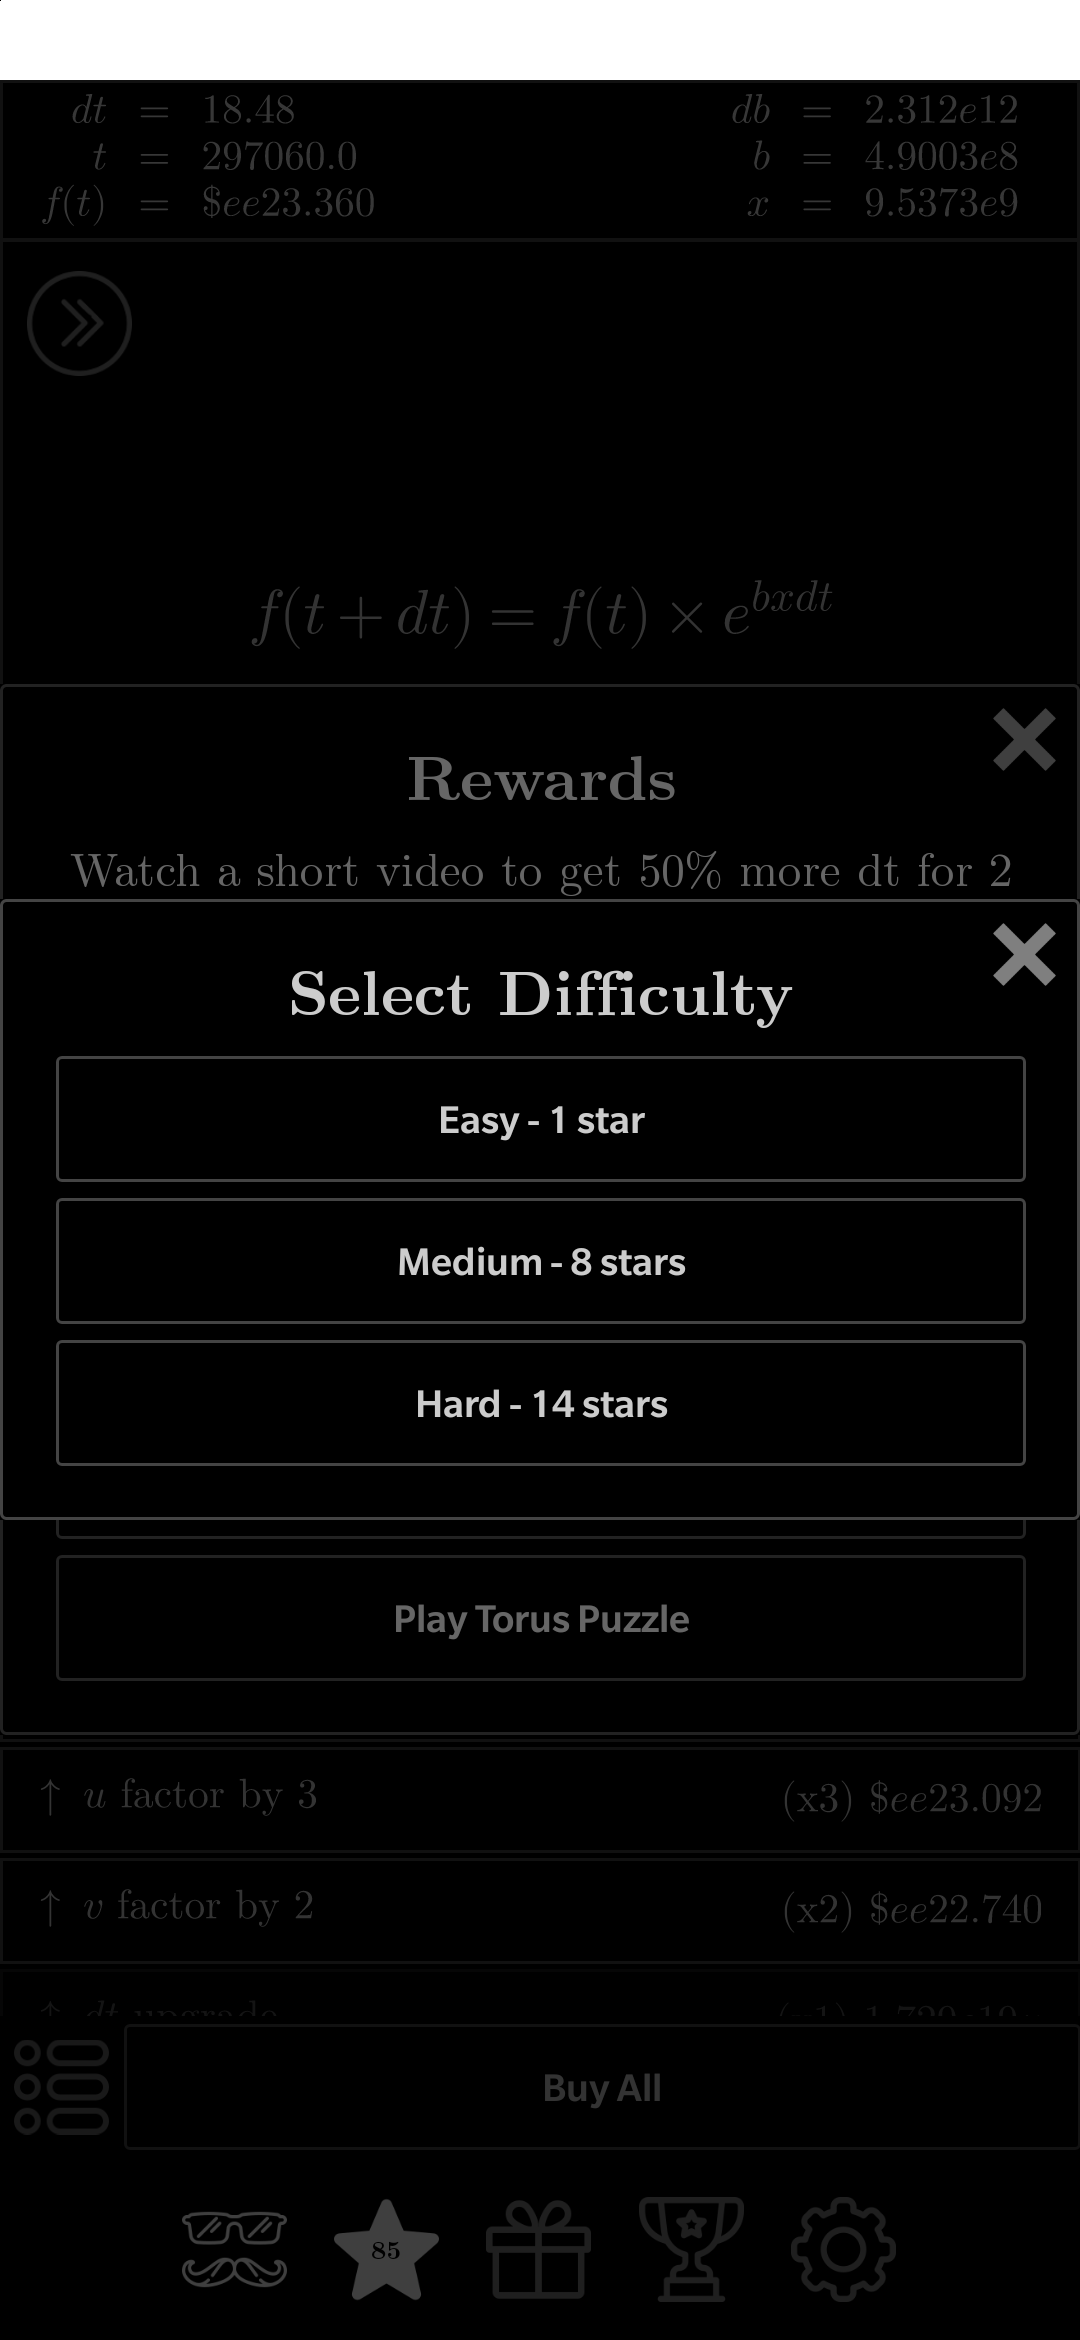 dt = 18.48 db = 2.312e12
t = 297060.0 b = 4.9003e8
f(t) = $ee23.360 x = 9.5373e9
f(t + dt) = f(t) × e^{bxdt}
Rewards
Watch a short video to get 50% more dt for 2
Select Difficulty
Easy - 1 star
Medium - 8 stars
Hard - 14 stars
Play Torus Puzzle
↑ u factor by 3 (x3) $ee23.092
↑ v factor by 2 (x2) $ee22.740
↑ dt upgrade
Buy All
85